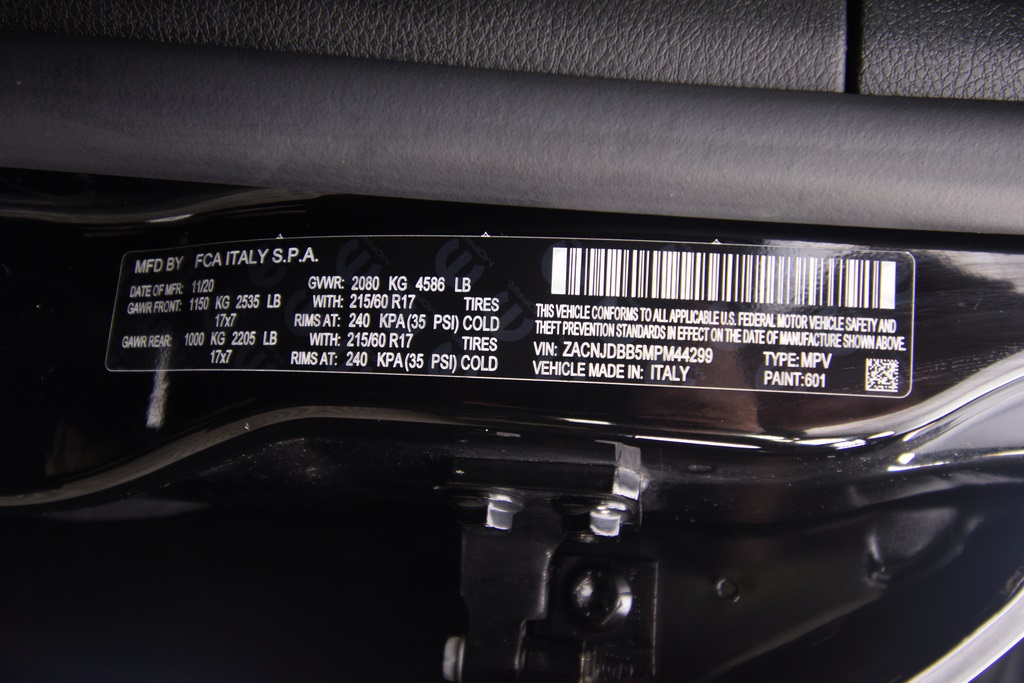 MFD BY FCA ITALY S.P.A.
DATE OF MFR: 11/20 GVWR: 2080 KG 4586 LB
GAWR FRONT: 1150 KG 2535 LB WITH: 215/60 R17 TIRES
17x7 RIMS AT: 240 KPA(35 PSI) COLD
GAWR REAR: 1000 KG 2205 LB WITH: 215/60 R17 TIRES
17x7 RIMS AT: 240 KPA(35 PSI) COLD
THIS VEHICLE CONFORMS TO ALL APPLICABLE U.S. FEDERAL MOTOR VEHICLE SAFETY AND
THEFT PREVENTION STANDARDS IN EFFECT ON THE DATE OF MANUFACTURE SHOWN ABOVE.
VIN: ZACNJDBB5MPM44299 TYPE:MPV
VEHICLE MADE IN: ITALY PAINT:601